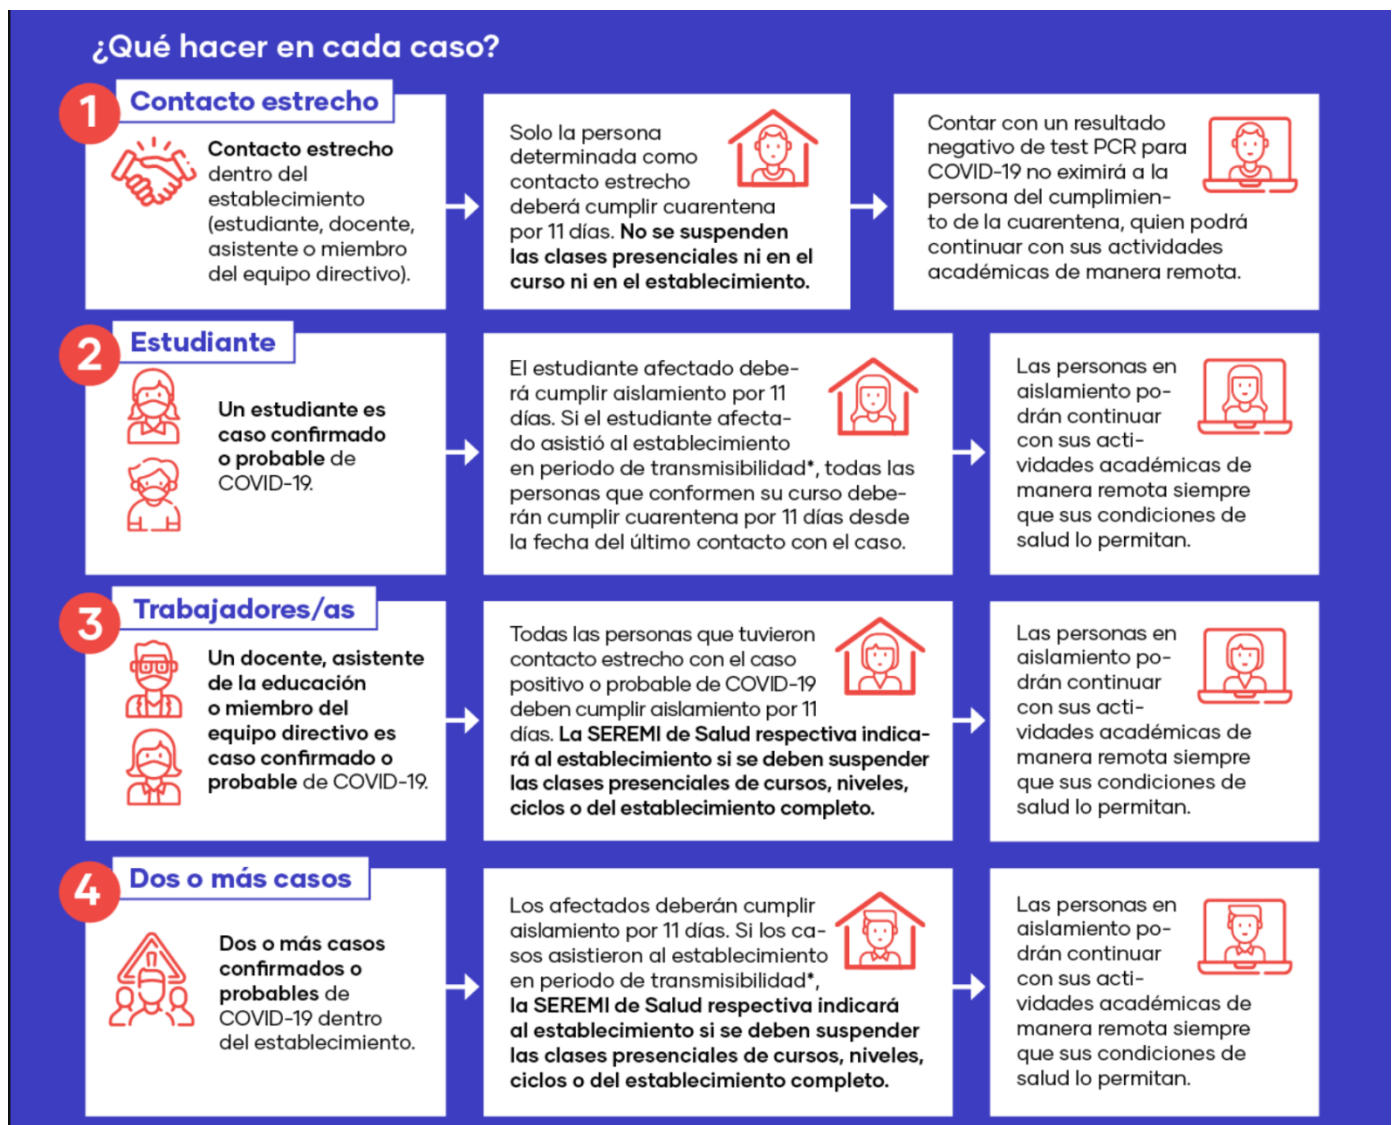 ¿Qué hacer en cada caso?
1
Contacto estrecho
Contacto estrecho
dentro del
establecimiento
(estudiante, docente,
asistente o miembro
del equipo directivo).
Solo la persona
determinada como
contacto estrecho
deberá cumplir cuarentena
por 11 días. No se suspenden
las clases presenciales ni en el
curso ni en el establecimiento.
Contar con un resultado
negativo de test PCR para
COVID-19 no eximirá a la
persona del cumplimien-
to de la cuarentena, quien podrá
continuar con sus actividades
académicas de manera remota.
2
Estudiante
Un estudiante es
caso confirmado
o probable de
COVID-19.
El estudiante afectado debe-
rá cumplir aislamiento por 11
días. Si el estudiante afecta-
do asistió al establecimiento
en periodo de transmisibilidad*, todas las
personas que conformen su curso debe-
rán cumplir cuarentena por 11 días desde
la fecha del último contacto con el caso.
Las personas en
aislamiento po-
drán continuar
con sus acti-
vidades académicas de
manera remota siempre
que sus condiciones de
salud lo permitan.
3
Trabajadores/as
Un docente, asistente
de la educación
o miembro del
equipo directivo es
caso confirmado o
probable de COVID-19.
Todas las personas que tuvieron
contacto estrecho con el caso
positivo o probable de COVID-19
deben cumplir aislamiento por 11
días. La SEREMI de Salud respectiva indica-
rá al establecimiento si se deben suspender
las clases presenciales de cursos, niveles,
ciclos o del establecimiento completo.
Las personas en
aislamiento po-
drán continuar
con sus acti-
vidades académicas de
manera remota siempre
que sus condiciones de
salud lo permitan.
4
Dos o más casos
Dos o más casos
confirmados o
probables de
COVID-19 dentro
del establecimiento.
Los afectados deberán cumplir
aislamiento por 11 días. Si los ca-
sos asistieron al establecimiento
en periodo de transmisibilidad*,
la SEREMI de Salud respectiva indicará
al establecimiento si se deben suspender
las clases presenciales de cursos, niveles,
ciclos o del establecimiento completo.
Las personas en
aislamiento po-
drán continuar
con sus acti-
vidades académicas de
manera remota siempre
que sus condiciones de
salud lo permitan.